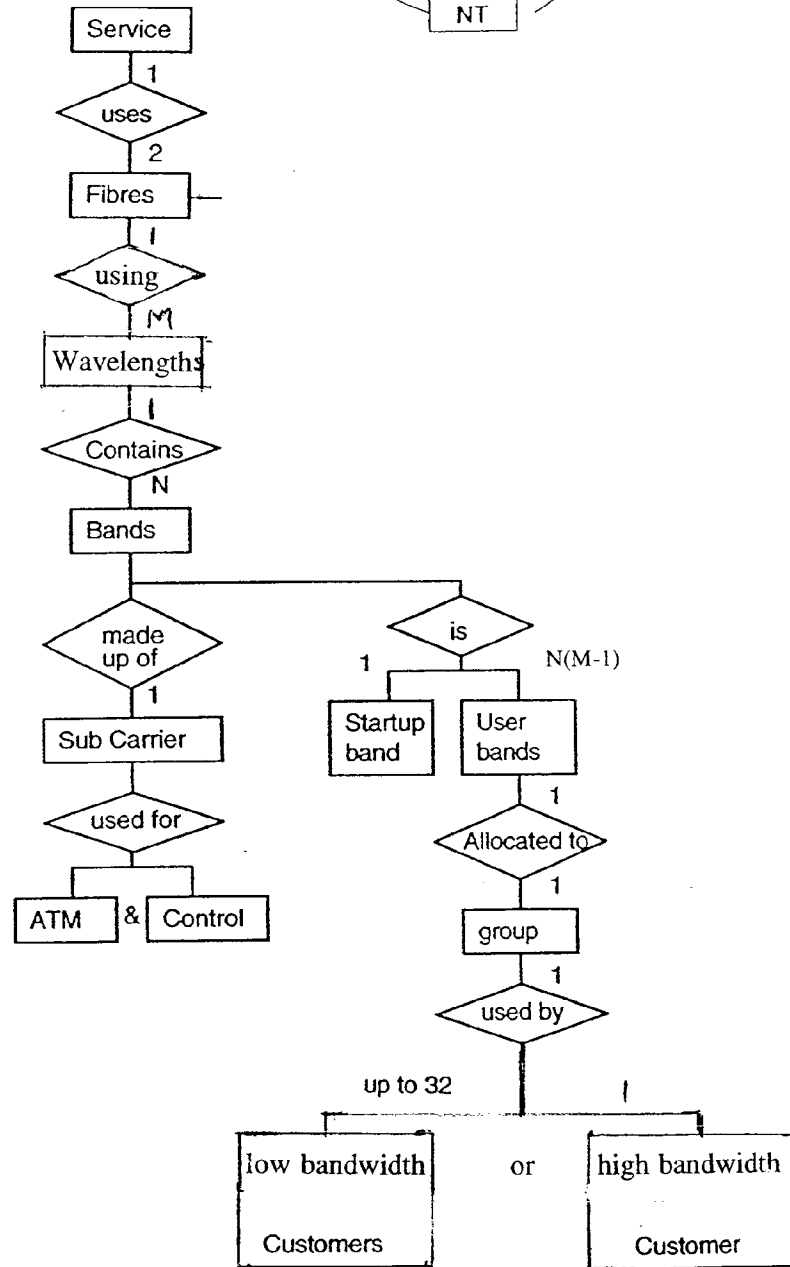 NT
Service
1
uses
2
Fibres
1
using
M
Wavelengths
1
Contains
N
Bands
made
up of
1
Sub Carrier
used for
ATM & Control
is
1 N(M-1)
Startup
band
User
bands
1
Allocated to
1
group
1
used by
up to 32 1
low bandwidth or high bandwidth
Customers Customer